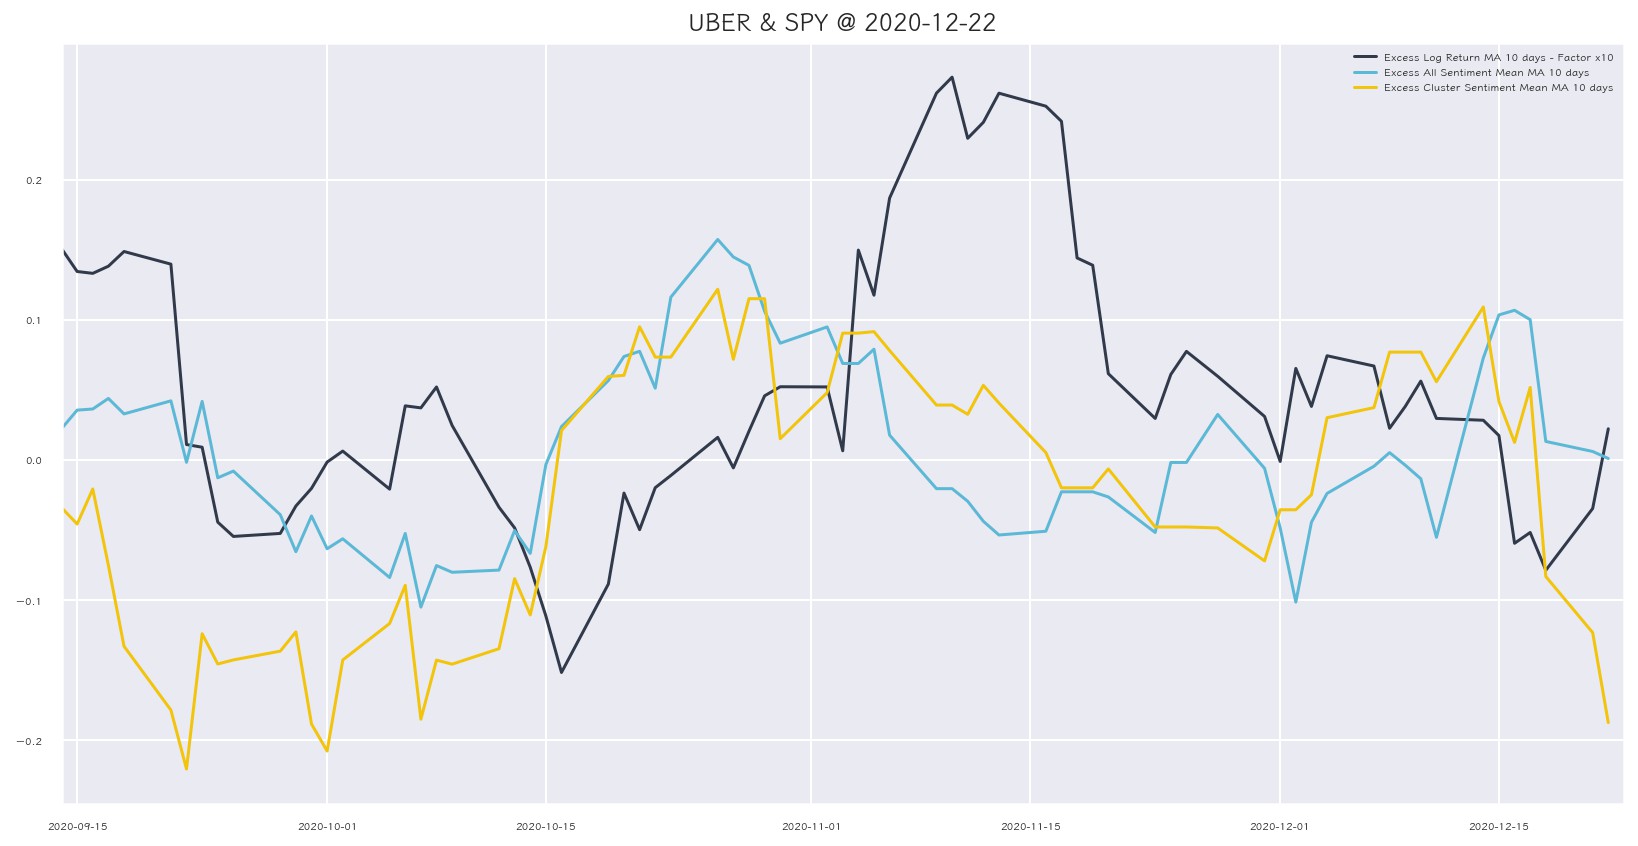 UBER & SPY @ 2020-12-22
Excess Log Return MA 10 days - Factor x10
Excess All Sentiment Mean MA 10 days
Excess Cluster Sentiment Mean MA 10 days
0.2
0.1
0.0
−0.1
−0.2
2020-09-15 2020-10-01 2020-10-15 2020-11-01 2020-11-15 2020-12-01 2020-12-15